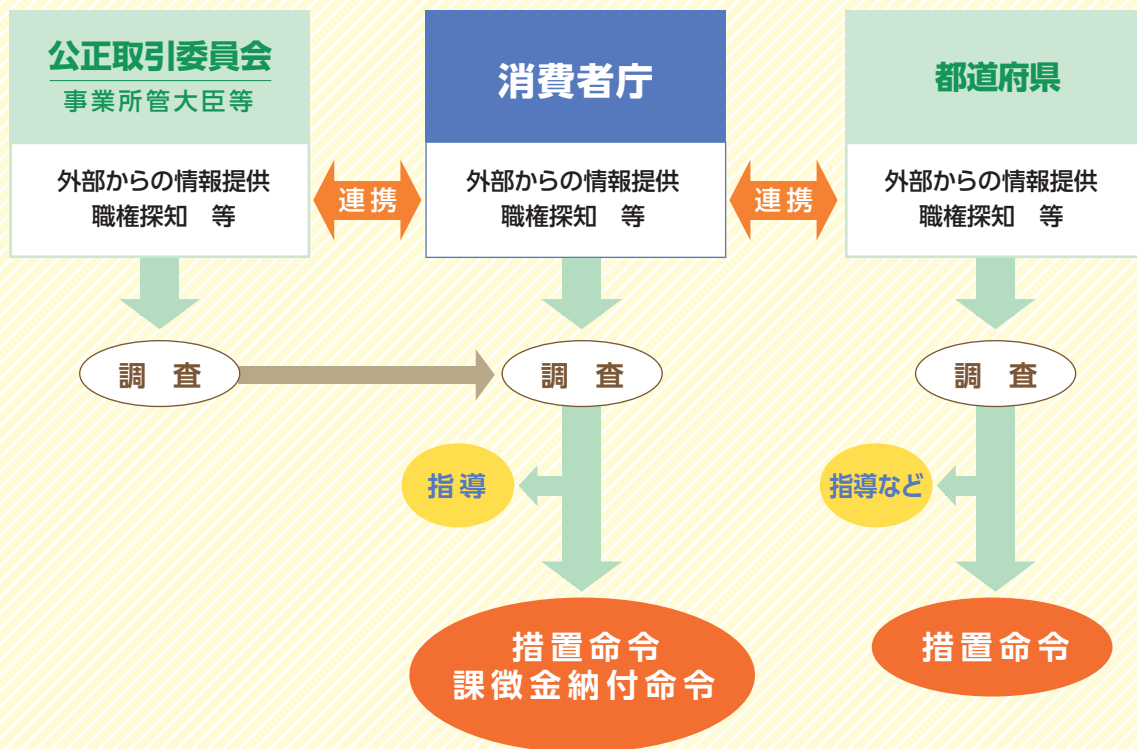 公正取引委員会
事業所管大臣等
外部からの情報提供
職権探知　等
連携
消費者庁
外部からの情報提供
職権探知　等
連携
都道府県
外部からの情報提供
職権探知　等
調　査
調　査
調　査
指導
指導など
措置命令
課徴金納付命令
措置命令